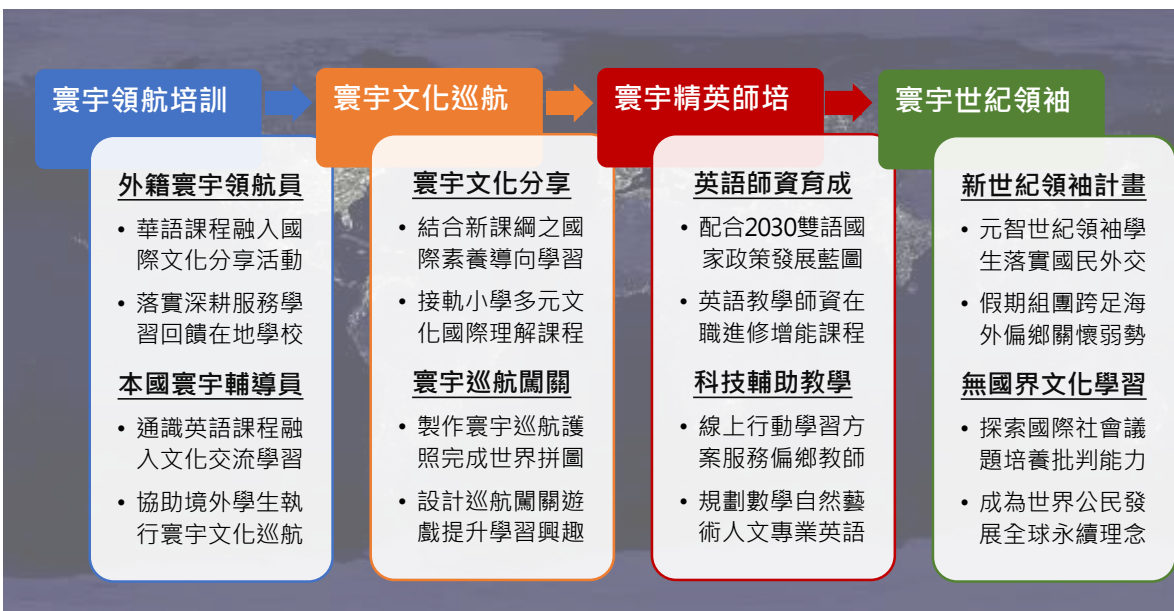 寰宇領航培訓
外籍寰宇領航員
• 華語課程融入國
際文化分享活動
• 落實深耕服務學
習回饋在地學校
本國寰宇輔導員
• 通識英語課程融
入文化交流學習
• 協助境外學生執
行寰宇文化巡航
寰宇文化巡航
寰宇文化分享
• 結合新課綱之國
際素養導向學習
• 接軌小學多元文
化國際理解課程
寰宇巡航闖關
• 製作寰宇巡航護
照完成世界拼圖
• 設計巡航闖關遊
戲提升學習興趣
寰宇精英師培
英語師資育成
• 配合2030雙語國
家政策發展藍圖
• 英語教學師資在
職進修增能課程
科技輔助教學
• 線上行動學習方
案服務偏鄉教師
• 規劃數學自然藝
術人文專業英語
寰宇世紀領袖
新世紀領袖計畫
• 元智世紀領袖學
生落實國民外交
• 假期組團跨足海
外偏鄉關懷弱勢
無國界文化學習
• 探索國際社會議
題培養批判能力
• 成為世界公民發
展全球永續理念